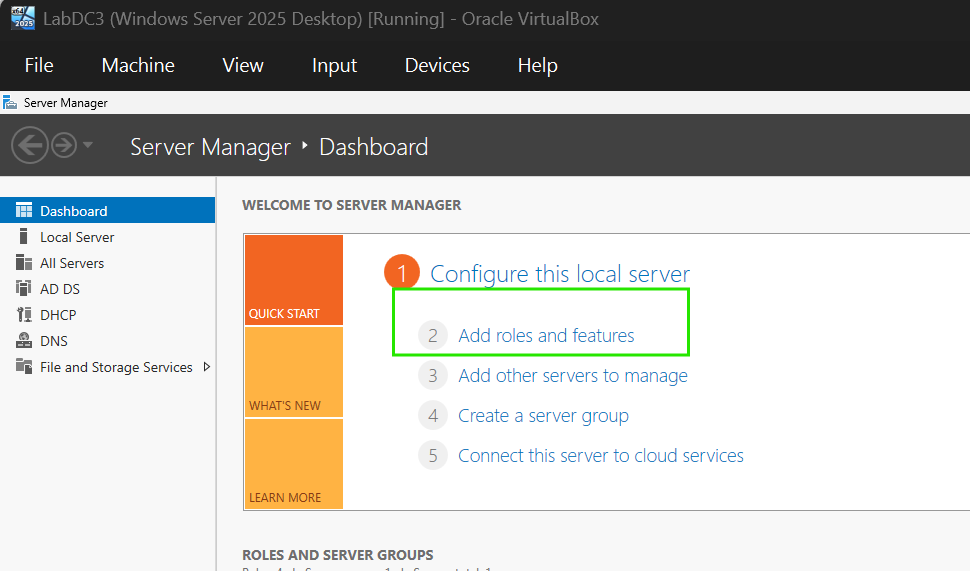 x64
2025
LabDC3 (Windows Server 2025 Desktop) [Running] - Oracle VirtualBox
File Machine View Input Devices Help
Server Manager
Server Manager ‣ Dashboard
Dashboard
Local Server
All Servers
AD DS
DHCP
DNS
File and Storage Services
WELCOME TO SERVER MANAGER
QUICK START
WHAT'S NEW
LEARN MORE
1 Configure this local server
2 Add roles and features
3 Add other servers to manage
4 Create a server group
5 Connect this server to cloud services
ROLES AND SERVER GROUPS